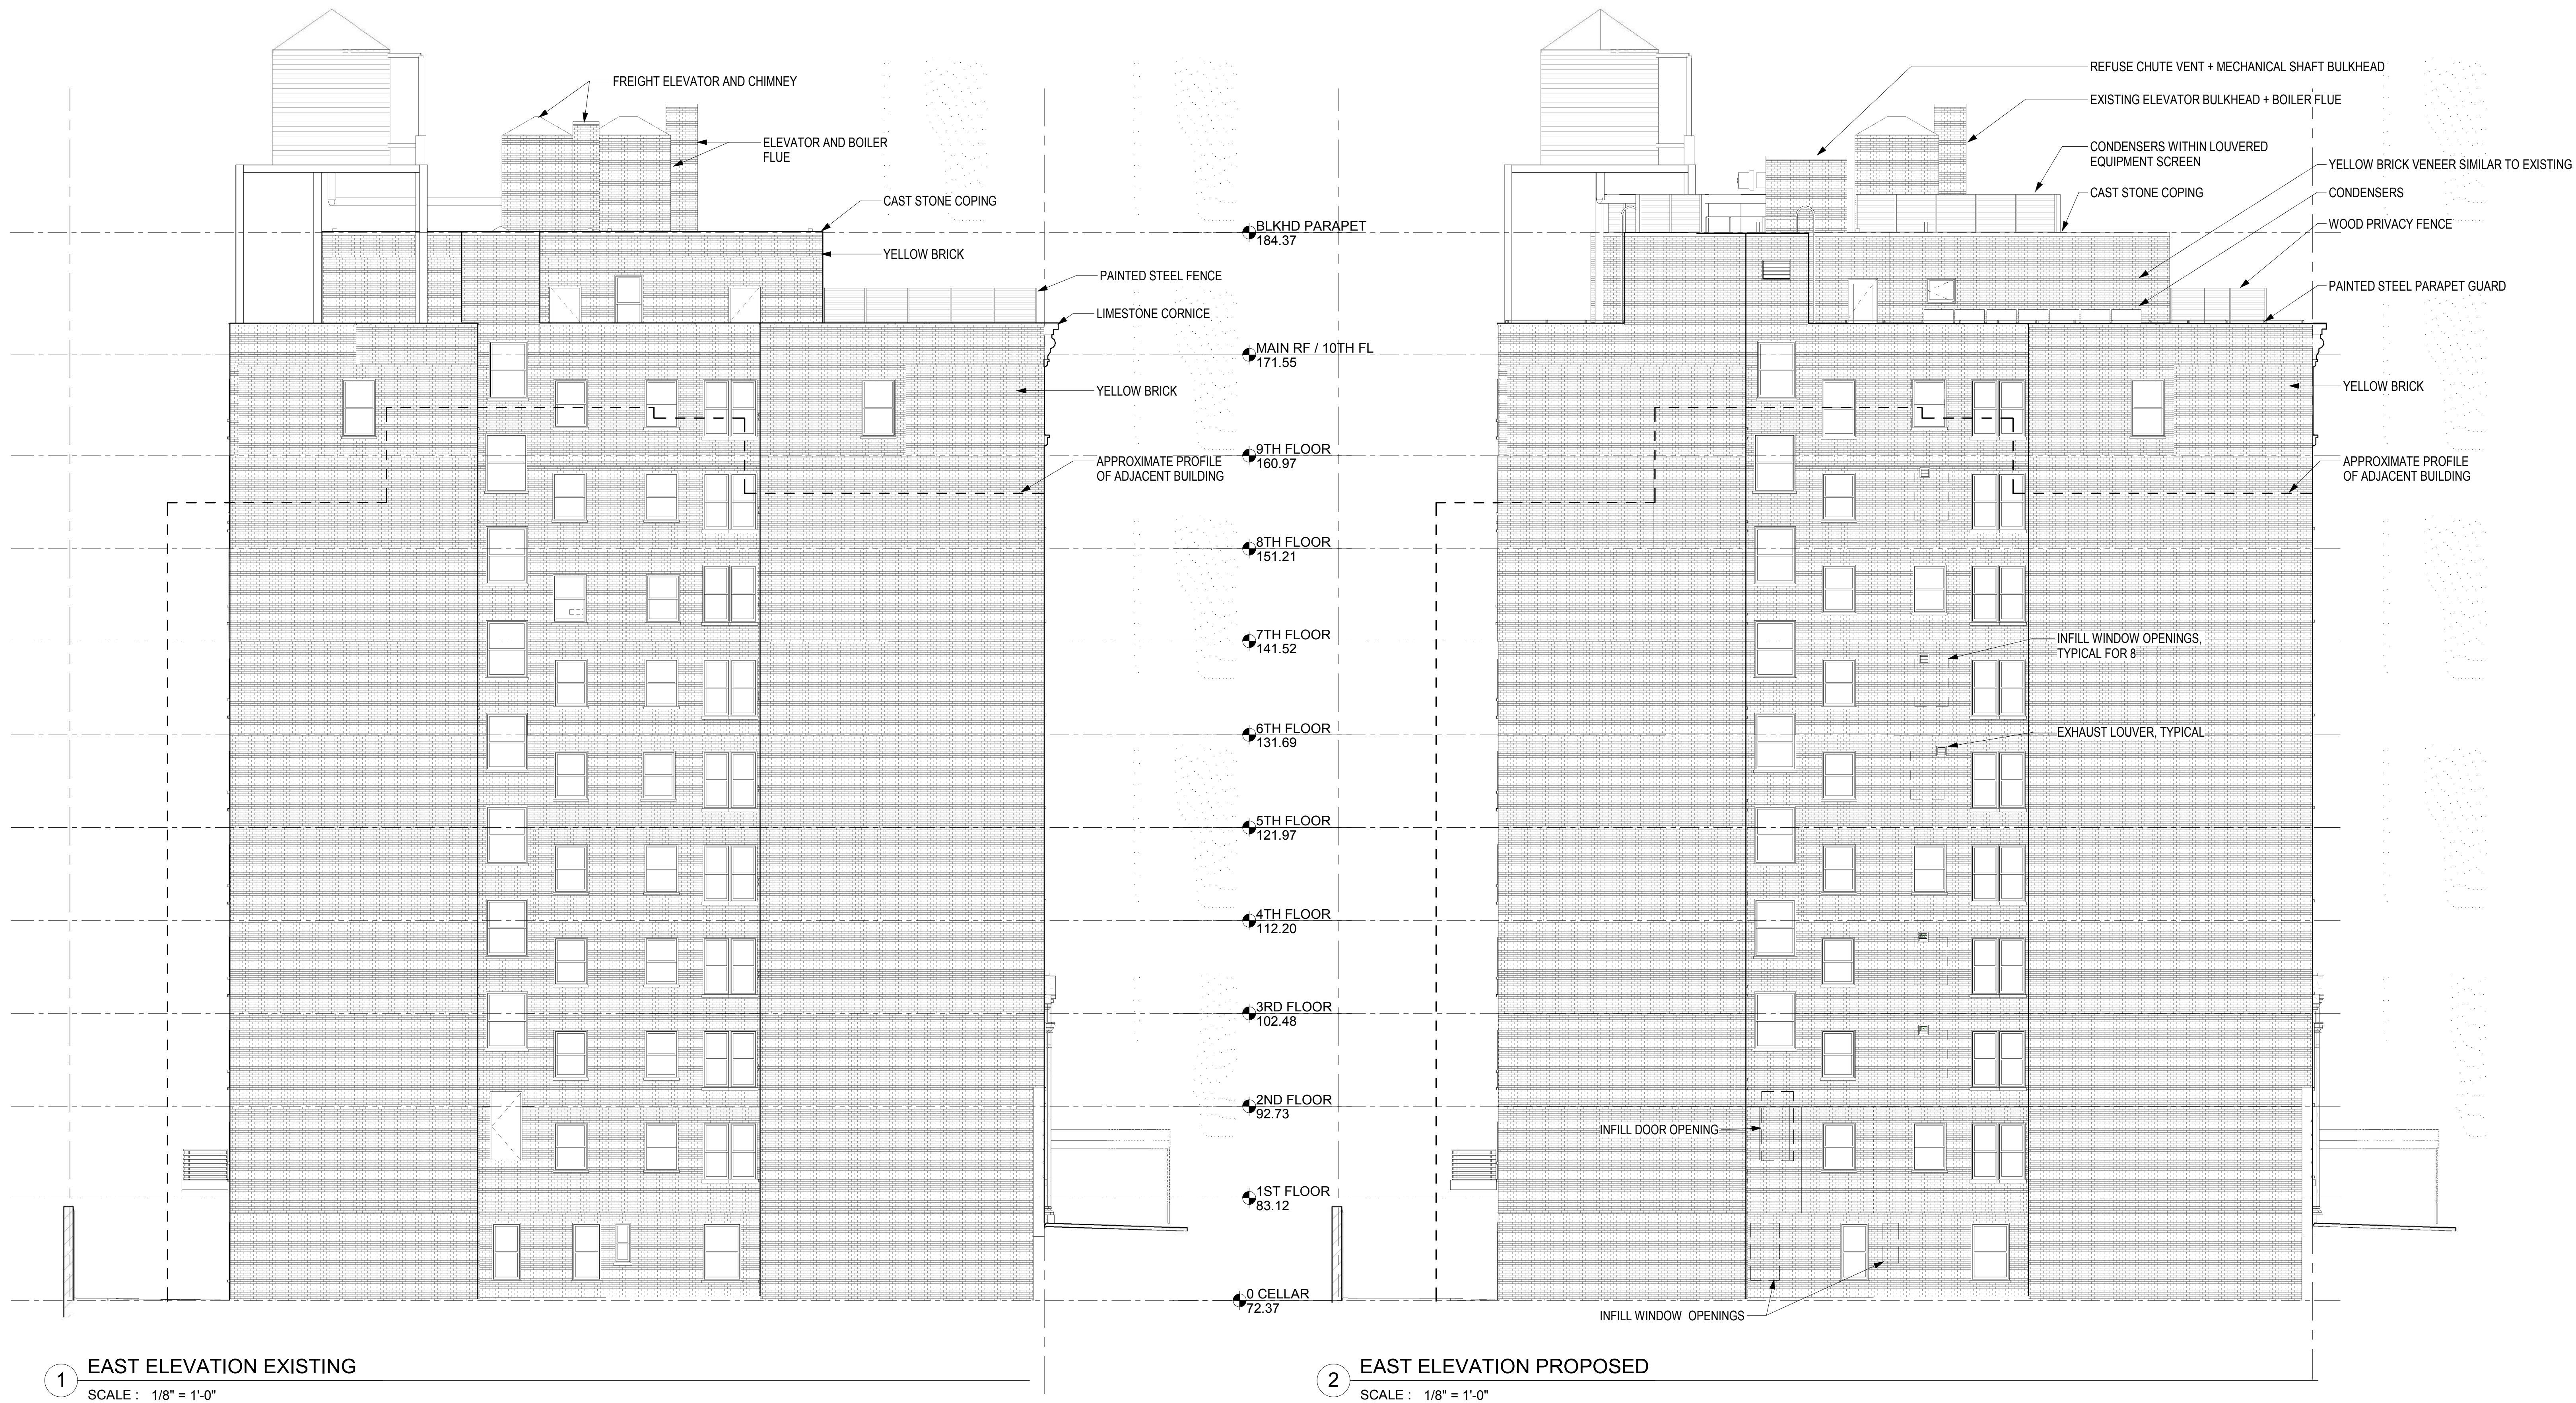 FREIGHT ELEVATOR AND CHIMNEY
ELEVATOR AND BOILER
FLUE
CAST STONE COPING
YELLOW BRICK
PAINTED STEEL FENCE
LIMESTONE CORNICE
YELLOW BRICK
APPROXIMATE PROFILE
OF ADJACENT BUILDING
BLKHD PARAPET
184.37
MAIN RF / 10TH FL
171.55
9TH FLOOR
160.97
8TH FLOOR
151.21
7TH FLOOR
141.52
6TH FLOOR
131.69
5TH FLOOR
121.97
4TH FLOOR
112.20
3RD FLOOR
102.48
2ND FLOOR
92.73
1ST FLOOR
83.12
0 CELLAR
72.37
REFUSE CHUTE VENT + MECHANICAL SHAFT BULKHEAD
EXISTING ELEVATOR BULKHEAD + BOILER FLUE
CONDENSERS WITHIN LOUVERED
EQUIPMENT SCREEN
YELLOW BRICK VENEER SIMILAR TO EXISTING
CAST STONE COPING
CONDENSERS
WOOD PRIVACY FENCE
PAINTED STEEL PARAPET GUARD
YELLOW BRICK
APPROXIMATE PROFILE
OF ADJACENT BUILDING
INFILL WINDOW OPENINGS,
TYPICAL FOR 8
EXHAUST LOUVER, TYPICAL
INFILL DOOR OPENING
INFILL WINDOW OPENINGS
1
EAST ELEVATION EXISTING
SCALE : 1/8" = 1'-0"
2
EAST ELEVATION PROPOSED
SCALE : 1/8" = 1'-0"